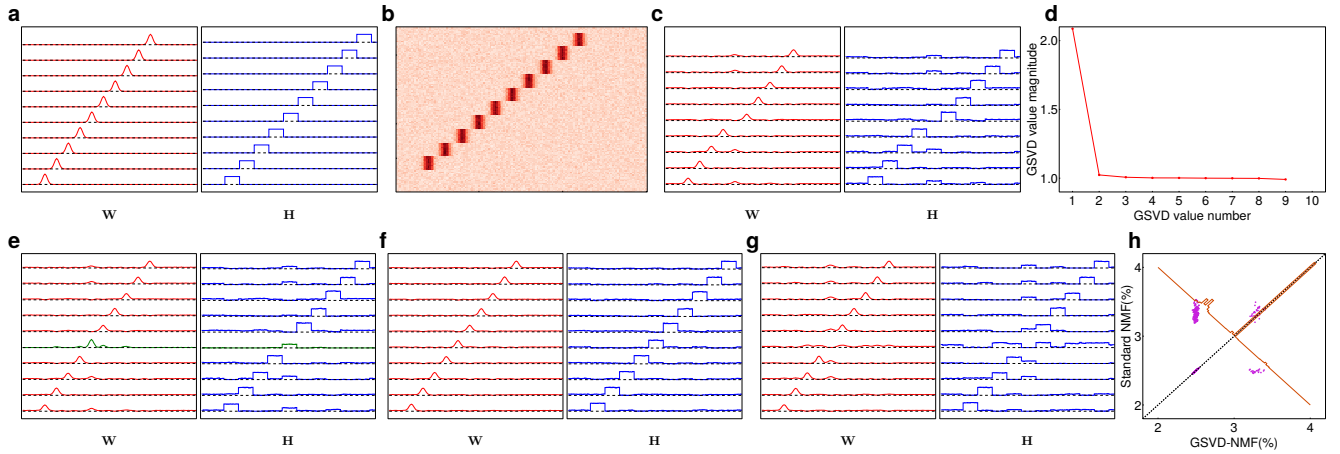 a
b
c
d
W
H
W
H
GSVD value magnitude
2.0
1.5
1.0
1 2 3 4 5 6 7 8 9 10
GSVD value number
e
f
g
h
W
H
W
H
W
H
Standard NMF(%)
4
3
2
2 3 4
GSVD-NMF(%)